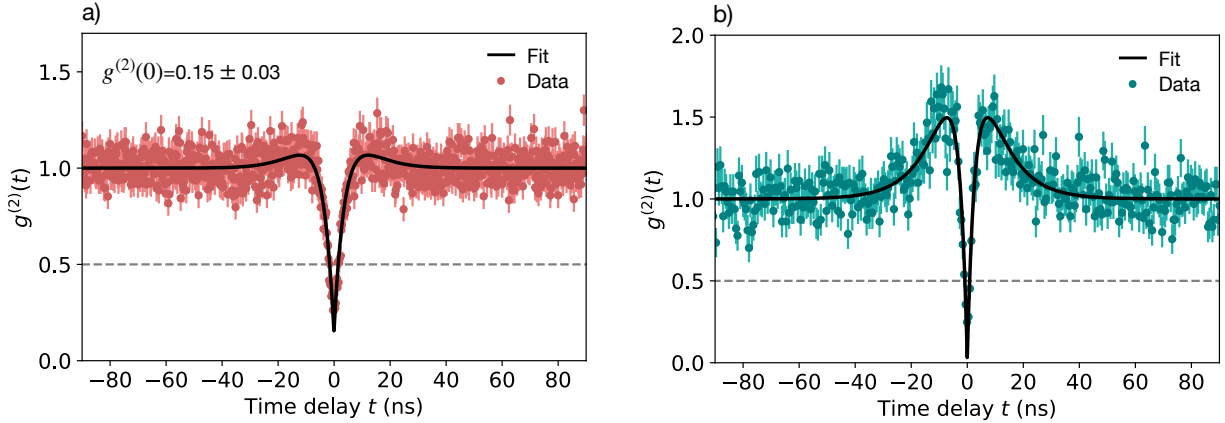 a)
g^{(2)}(0)=0.15 ± 0.03
Fit
Data
1.5
1.0
0.5
0.0
g^{(2)}(t)
−80 −60 −40 −20 0 20 40 60 80
Time delay t (ns)
b)
Fit
Data
2.0
1.5
1.0
0.5
0.0
g^{(2)}(t)
−80 −60 −40 −20 0 20 40 60 80
Time delay t (ns)